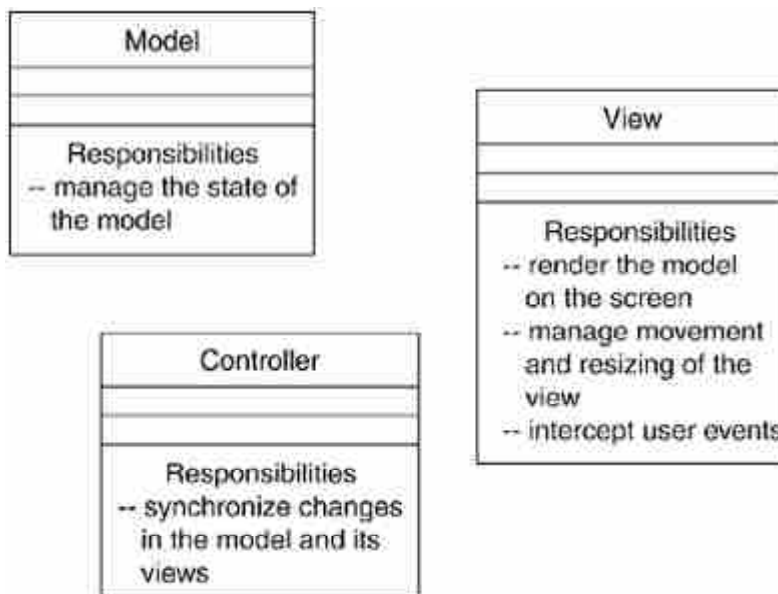 Model
Responsibilities
-- manage the state of
the model
View
Responsibilities
-- render the model
on the screen
-- manage movement
and resizing of the
view
-- intercept user events
Controller
Responsibilities
-- synchronize changes
in the model and its
views